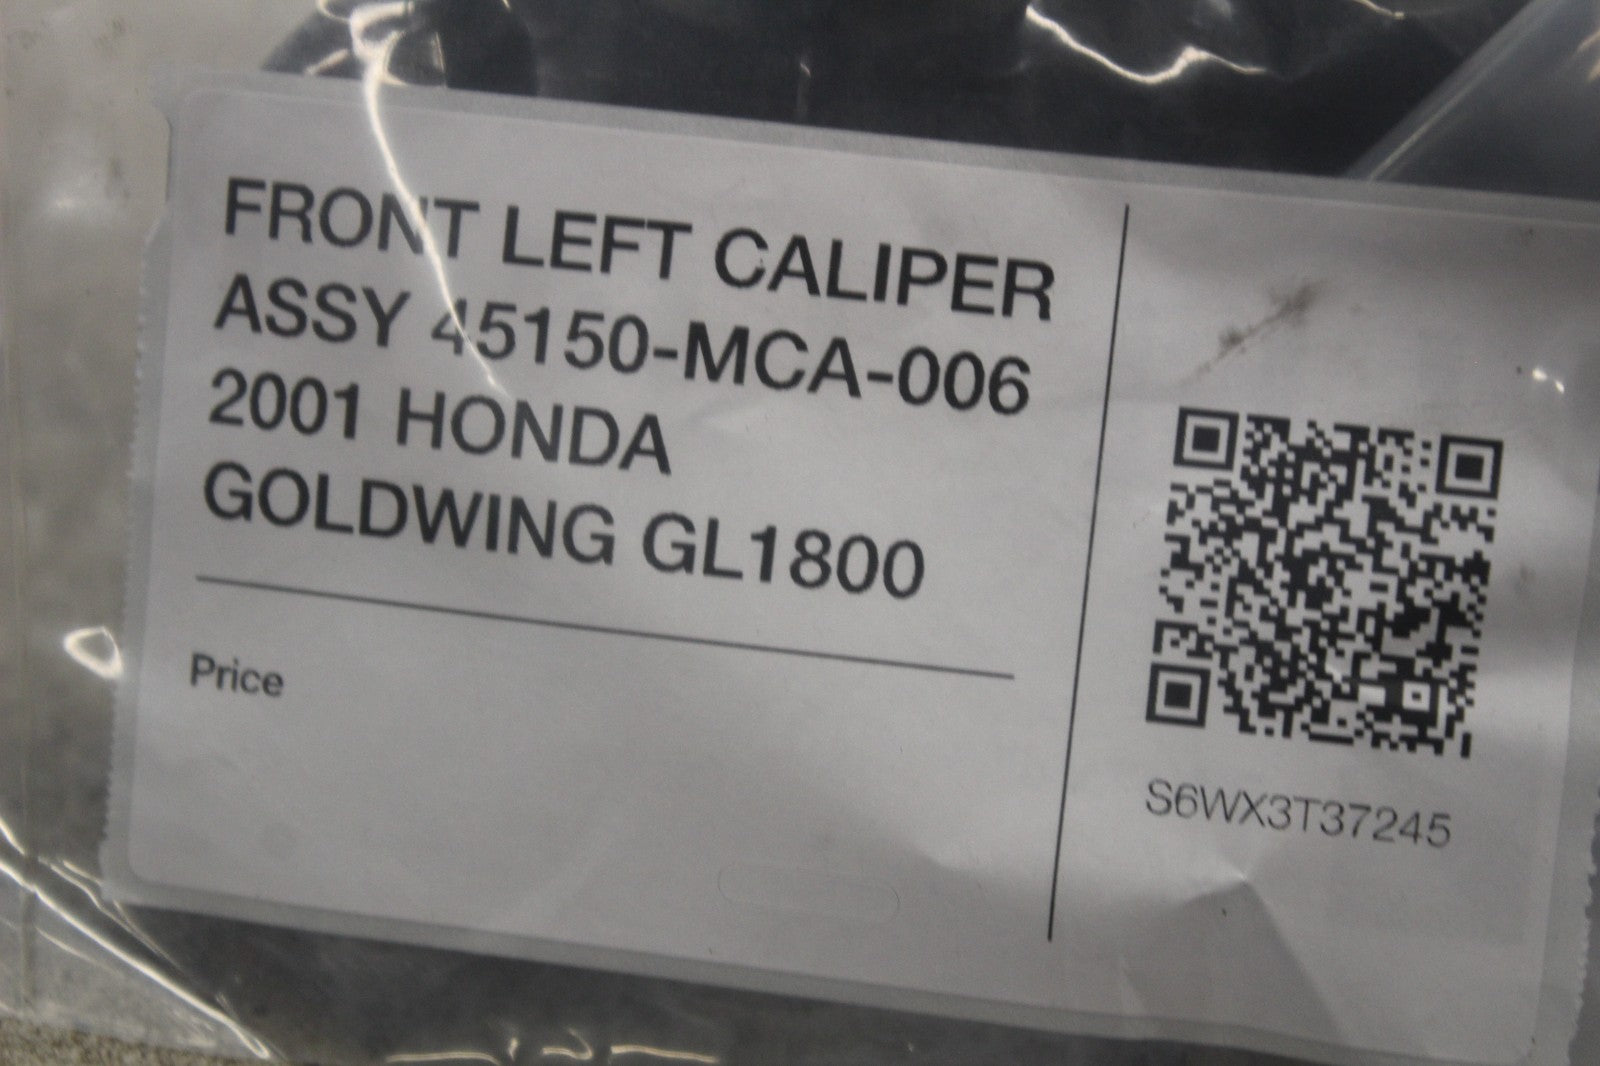 FRONT LEFT CALIPER
ASSY 45150-MCA-006
2001 HONDA
GOLDWING GL1800
Price
S6WX3T37245